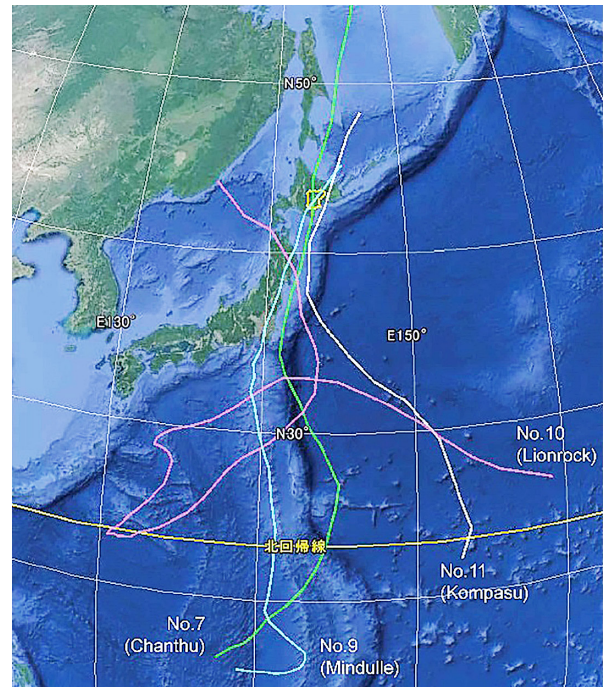 N50°
E130°
E150°
N30°
No.10
(Lionrock)
北回帰線
No.11
(Kompasu)
No.7
(Chanthu)
No.9
(Mindulle)